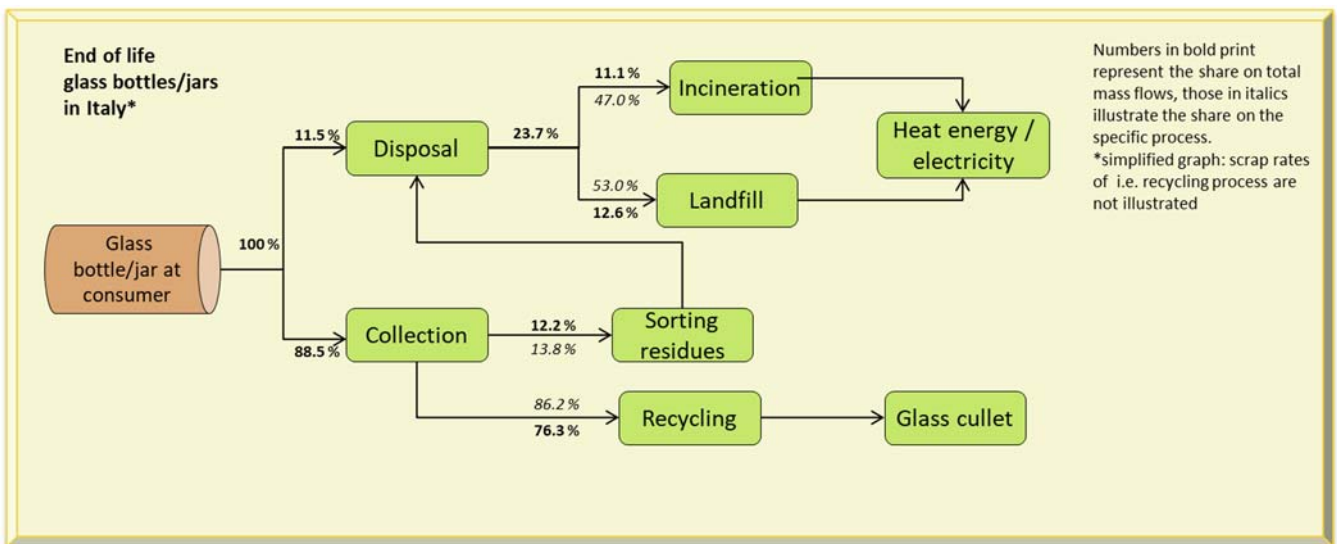 End of life
glass bottles/jars
in Italy*
Numbers in bold print
represent the share on total
mass flows, those in italics
illustrate the share on the
specific process.
*simplified graph: scrap rates
of i.e. recycling process are
not illustrated
Glass
bottle/jar at
consumer
100 %
11.5 %
Disposal
23.7 %
11.1 %
47.0 %
Incineration
53.0 %
12.6 %
Landfill
Heat energy /
electricity
88.5 %
Collection
12.2 %
13.8 %
Sorting
residues
86.2 %
76.3 %
Recycling
Glass cullet